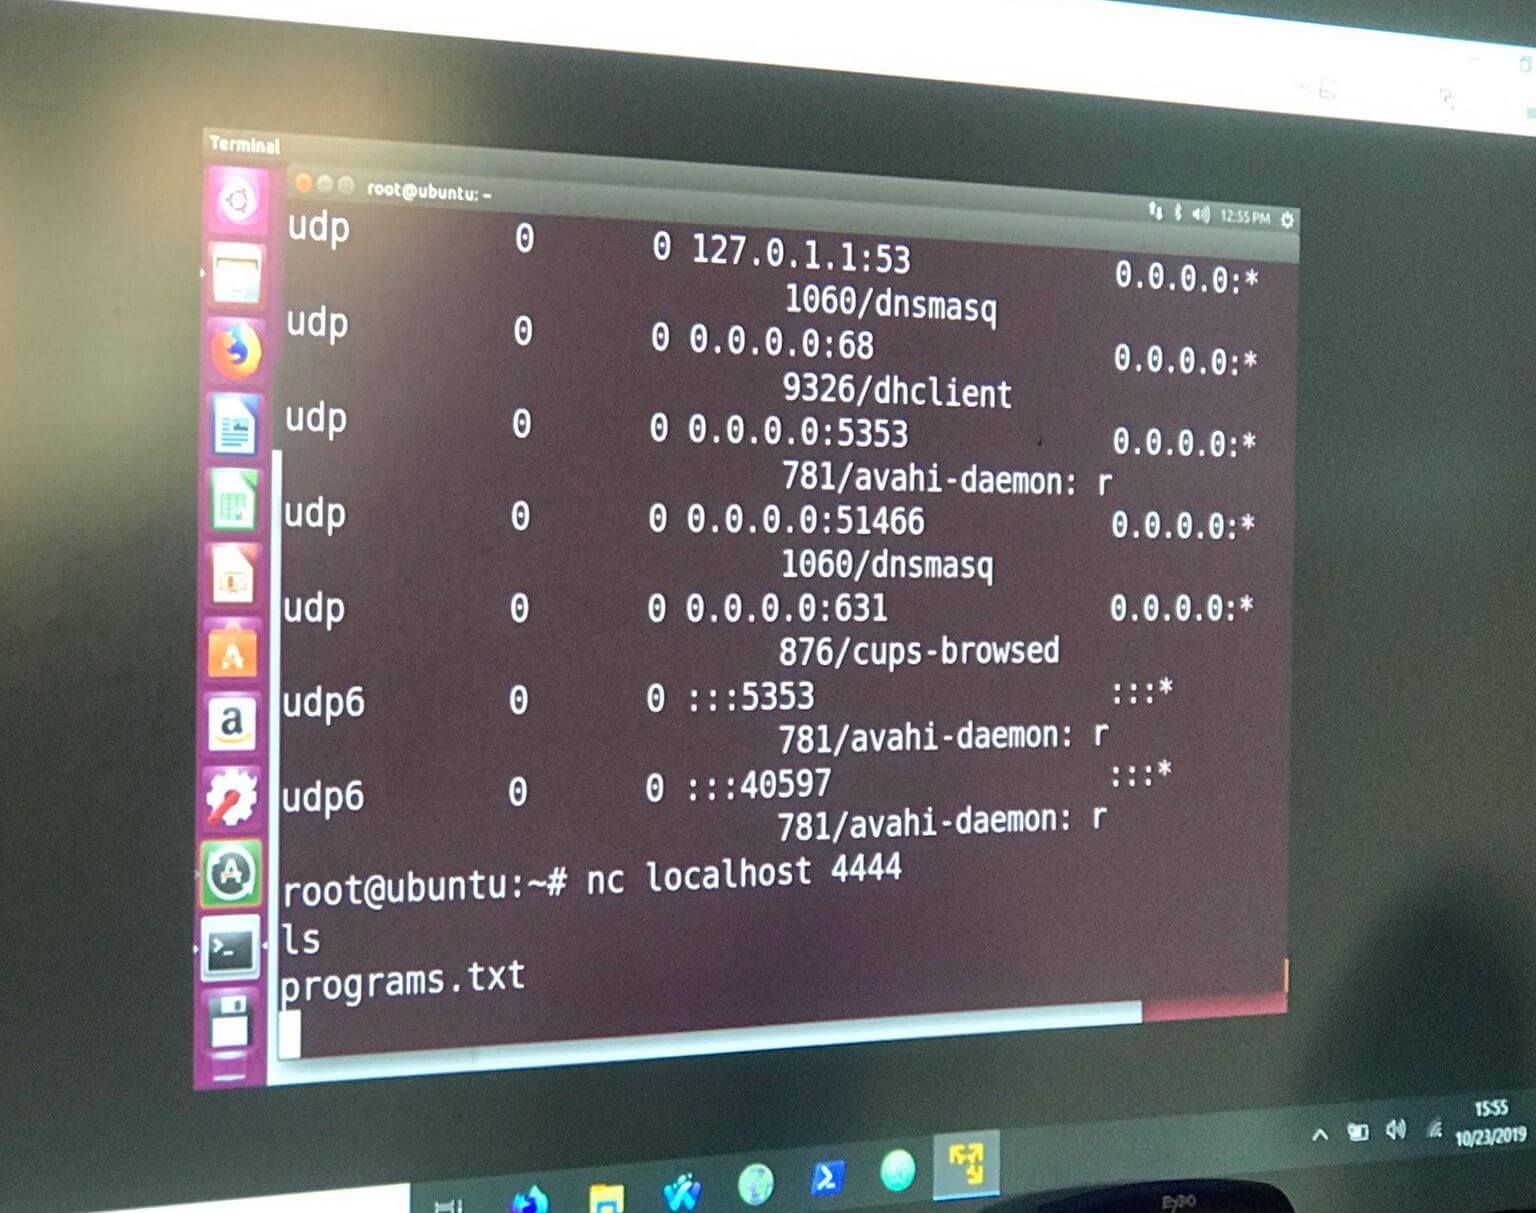 Terminal
root@ubuntu: ~
12:55 PM
udp 0 0 127.0.1.1:53 0.0.0.0:*
1060/dnsmasq
udp 0 0 0.0.0.0:68 0.0.0.0:*
9326/dhclient
udp 0 0 0.0.0.0:5353 0.0.0.0:*
781/avahi-daemon: r
udp 0 0 0.0.0.0:51466 0.0.0.0:*
1060/dnsmasq
udp 0 0 0.0.0.0:631 0.0.0.0:*
876/cups-browsed
udp6 0 0 :::5353 :::*
781/avahi-daemon: r
udp6 0 0 :::40597 :::*
781/avahi-daemon: r
root@ubuntu:~# nc localhost 4444
ls
programs.txt
15:55
10/23/2019